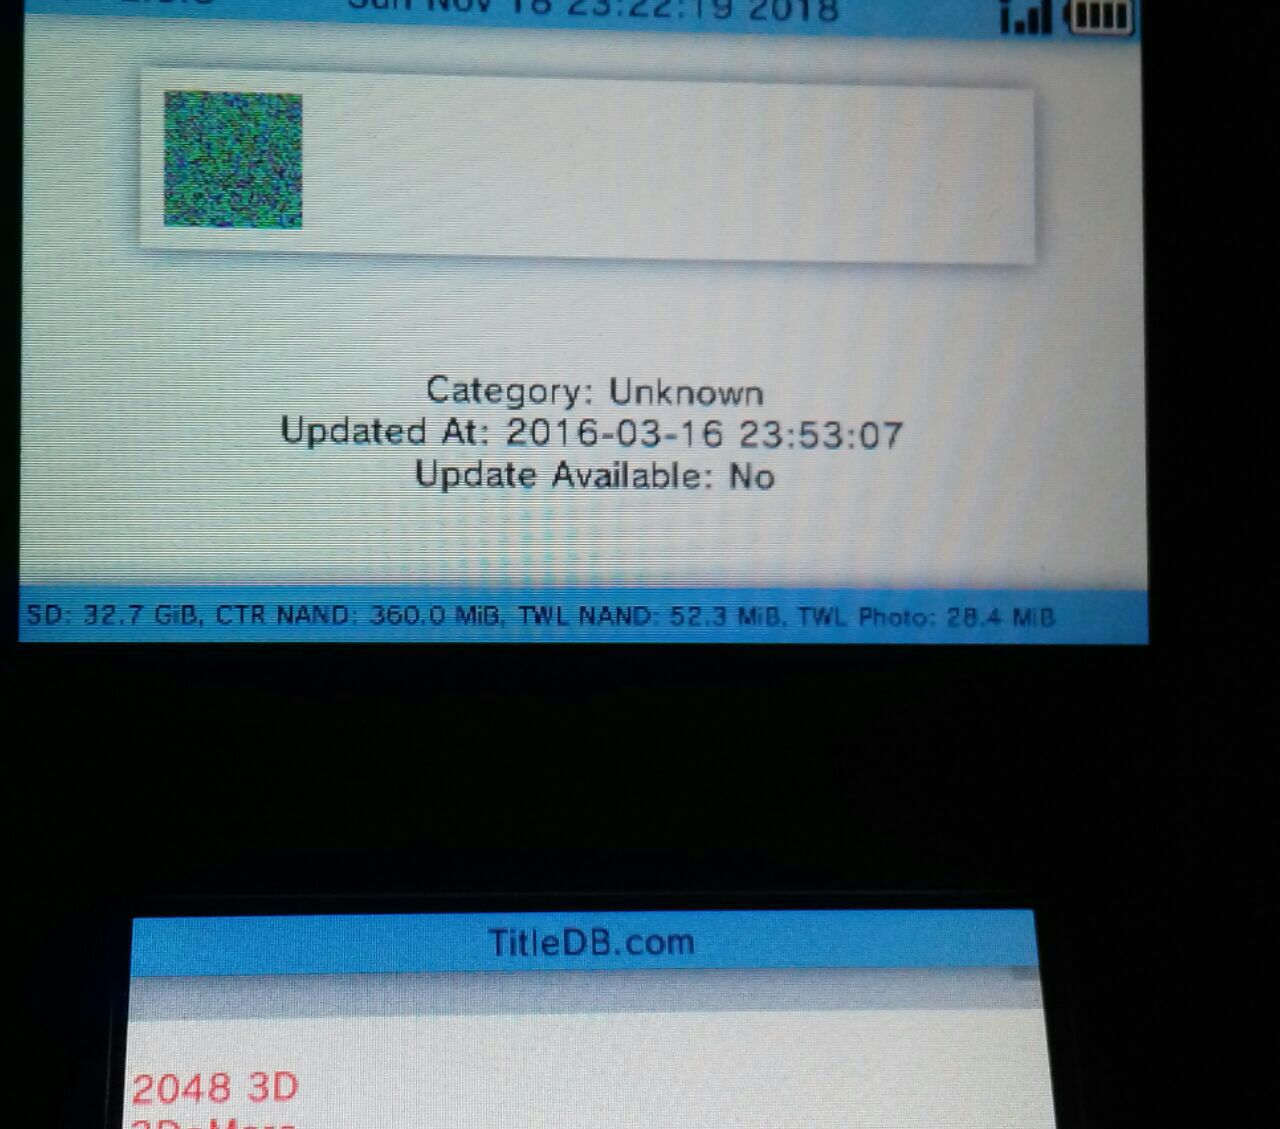 Sun Nov 18 23:22:19 2018
Category: Unknown
Updated At: 2016-03-16 23:53:07
Update Available: No
SD: 32.7 GiB, CTR NAND: 360.0 MiB, TWL NAND: 52.3 MiB, TWL Photo: 28.4 MiB
TitleDB.com
2048 3D